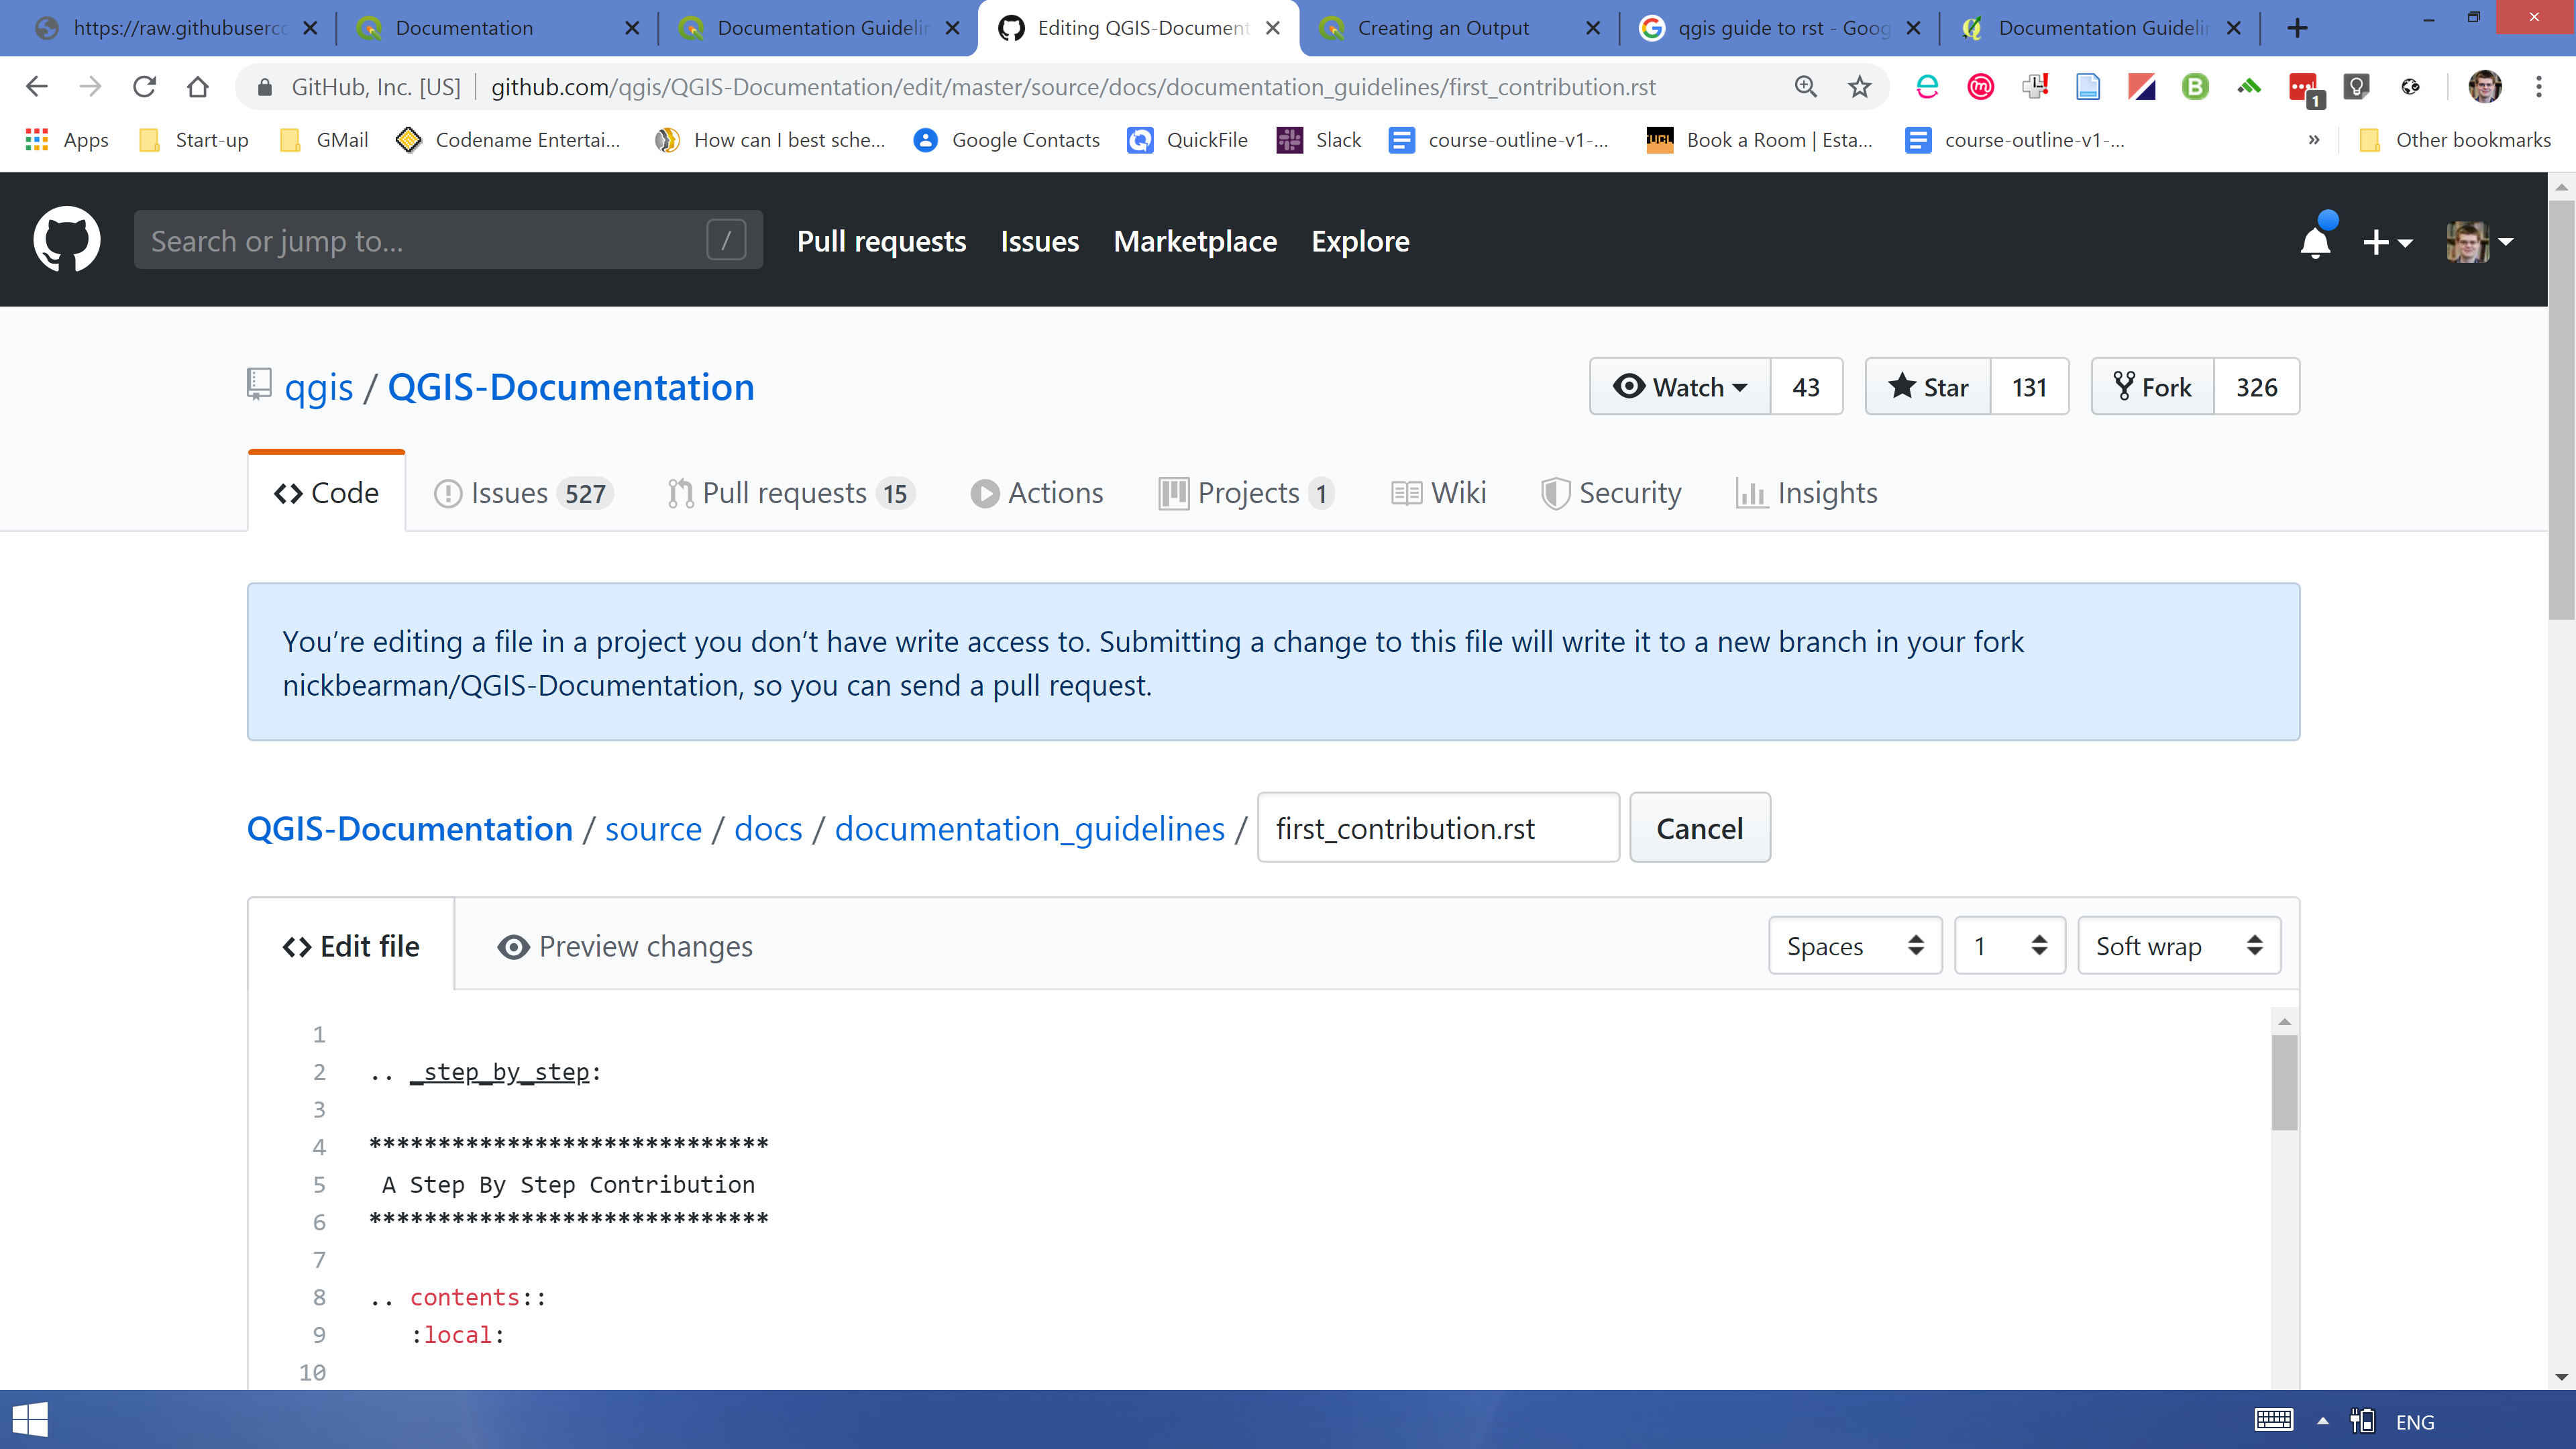 https://raw.githubuserco
Documentation
Documentation Guidelin
Editing QGIS-Document
Creating an Output
qgis guide to rst - Goog
Documentation Guidelin
GitHub, Inc. [US]
github.com/qgis/QGIS-Documentation/edit/master/source/docs/documentation_guidelines/first_contribution.rst
1
Apps
Start-up
GMail
Codename Entertai...
How can I best sche...
Google Contacts
QuickFile
Slack
course-outline-v1-...
UCL
Book a Room | Esta...
course-outline-v1-...
»
Other bookmarks
Search or jump to...
/
Pull requests
Issues
Marketplace
Explore
qgis / QGIS-Documentation
Watch
43
Star
131
Fork
326
Code
Issues 527
Pull requests 15
Actions
Projects 1
Wiki
Security
Insights
You’re editing a file in a project you don’t have write access to. Submitting a change to this file will write it to a new branch in your fork
nickbearman/QGIS-Documentation, so you can send a pull request.
QGIS-Documentation / source / docs / documentation_guidelines / first_contribution.rst
Cancel
Edit file
Preview changes
Spaces
1
Soft wrap
1
2 .. _step_by_step:
3
4 *****************************
5  A Step By Step Contribution
6 *****************************
7
8 .. contents::
9    :local:
10
ENG